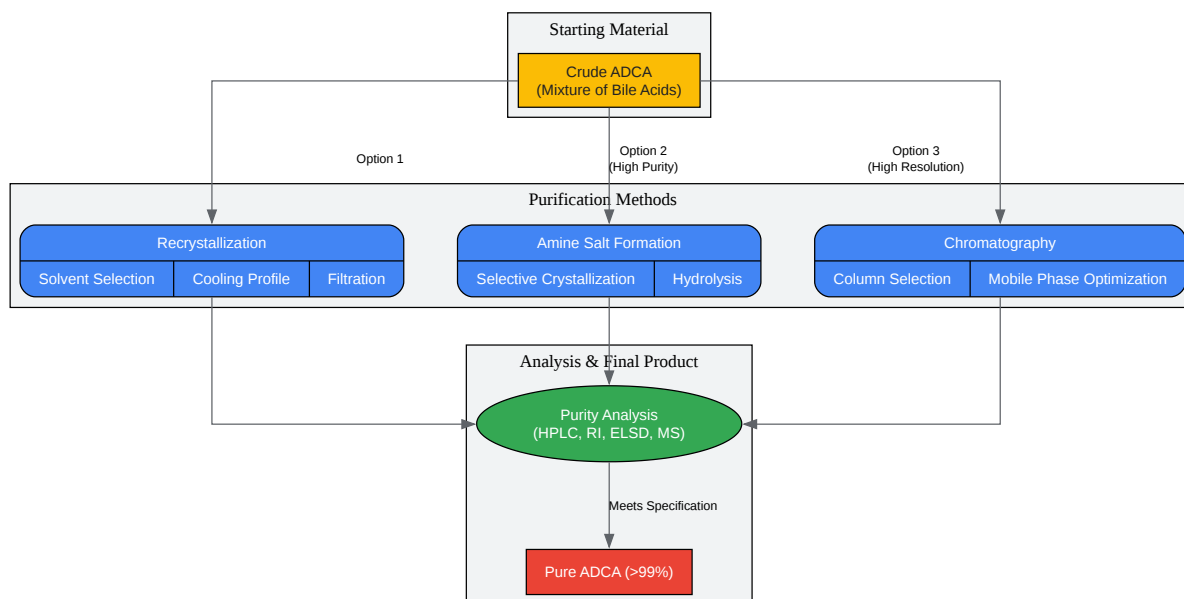 Starting Material
Crude ADCA
(Mixture of Bile Acids)
Option 1
Option 2
(High Purity)
Option 3
(High Resolution)
Purification Methods
Recrystallization
Solvent Selection
Cooling Profile
Filtration
Amine Salt Formation
Selective Crystallization
Hydrolysis
Chromatography
Column Selection
Mobile Phase Optimization
Analysis & Final Product
Purity Analysis
(HPLC, RI, ELSD, MS)
Meets Specification
Pure ADCA (>99%)